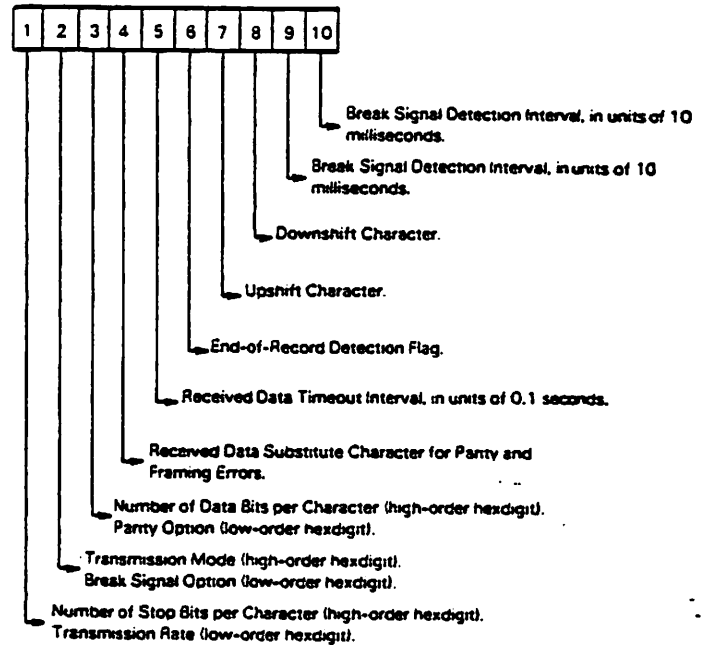 1 2 3 4 5 6 7 8 9 10
Break Signal Detection Interval, in units of 10
milliseconds.
Break Signal Detection Interval, in units of 10
milliseconds.
Downshift Character.
Upshift Character.
End-of-Record Detection Flag.
Received Data Timeout Interval, in units of 0.1 seconds.
Received Data Substitute Character for Parity and
Framing Errors.
Number of Data Bits per Character (high-order hexdigit).
Parity Option (low-order hexdigit).
Transmission Mode (high-order hexdigit).
Break Signal Option (low-order hexdigit).
Number of Stop Bits per Character (high-order hexdigit).
Transmission Rate (low-order hexdigit).